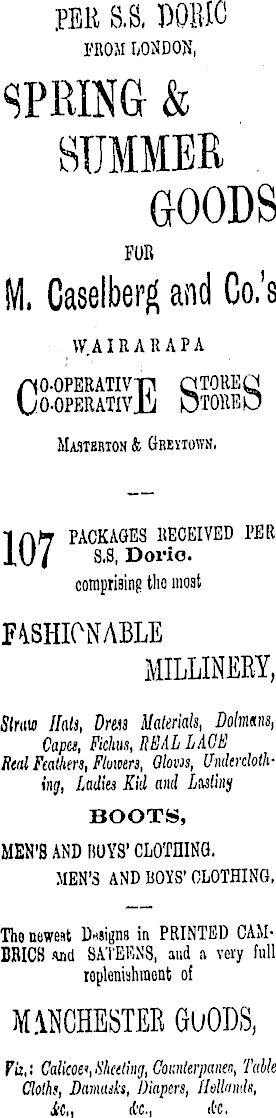 PER S.S. DORIC
FROM LONDON,
SPRING &
SUMMER
GOODS
FOR
M. Caselberg and Co.'s
WAIRARAPA
CO-OPERATIVE STORES
CO-OPERATIVE STORES
MASTERTON & GREYTOWN.
107 PACKAGES RECEIVED PER
S.S. Doric.
comprising the most
FASHIONABLE
MILLINERY,
Straw Hats, Dress Materials, Dolmans,
Capes, Fichus, REAL LACE
Real Feathers, Flowers, Gloves, Undercloth-
ing, Ladies Kid and Lasting
BOOTS,
MEN'S AND BOYS' CLOTHING.
MEN'S AND BOYS' CLOTHING.
The newest Designs in PRINTED CAM-
BRICS and SATEENS, and a very full
replenishment of
MANCHESTER GOODS,
Viz.: Calicoes, Sheeting, Counterpanes, Table
Cloths, Damasks, Diapers, Hollands,
&c., &c., &c.